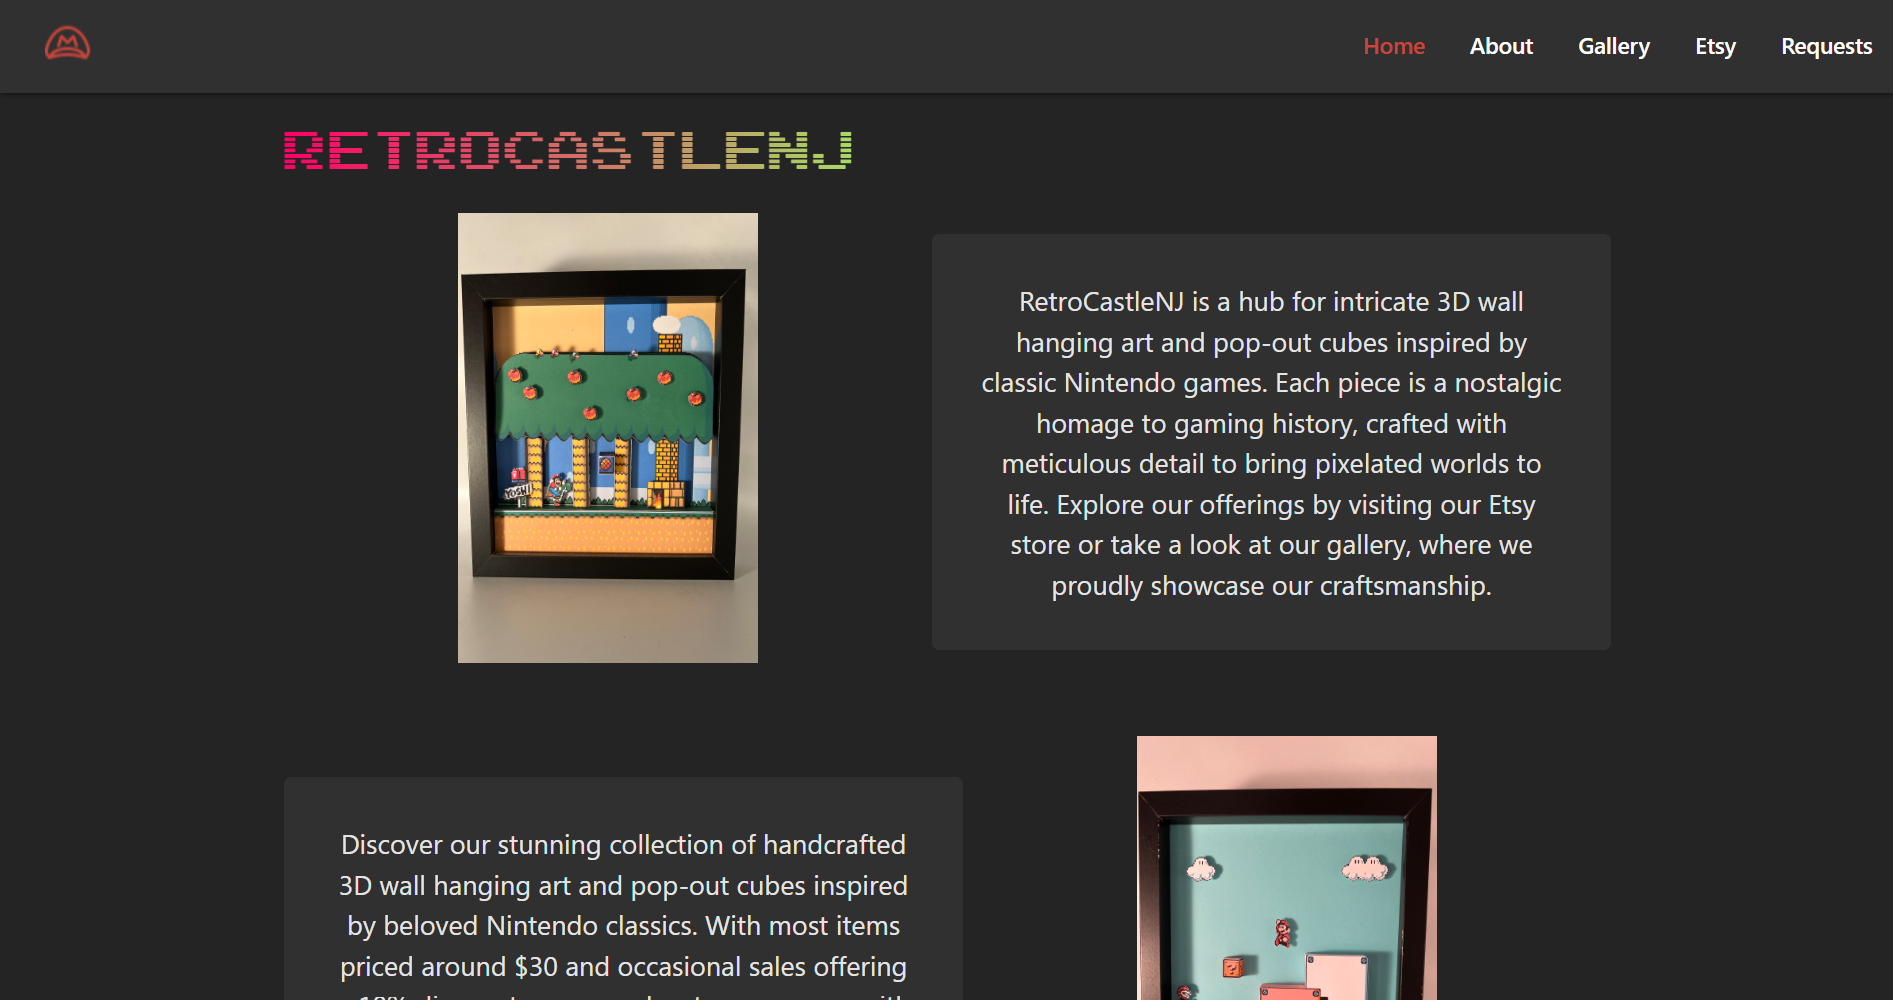 Home About Gallery Etsy Requests
RETROCASTLENJ
RetroCastleNJ is a hub for intricate 3D wall
hanging art and pop-out cubes inspired by
classic Nintendo games. Each piece is a nostalgic
homage to gaming history, crafted with
meticulous detail to bring pixelated worlds to
life. Explore our offerings by visiting our Etsy
store or take a look at our gallery, where we
proudly showcase our craftsmanship.
YOSHI
Discover our stunning collection of handcrafted
3D wall hanging art and pop-out cubes inspired
by beloved Nintendo classics. With most items
priced around $30 and occasional sales offering